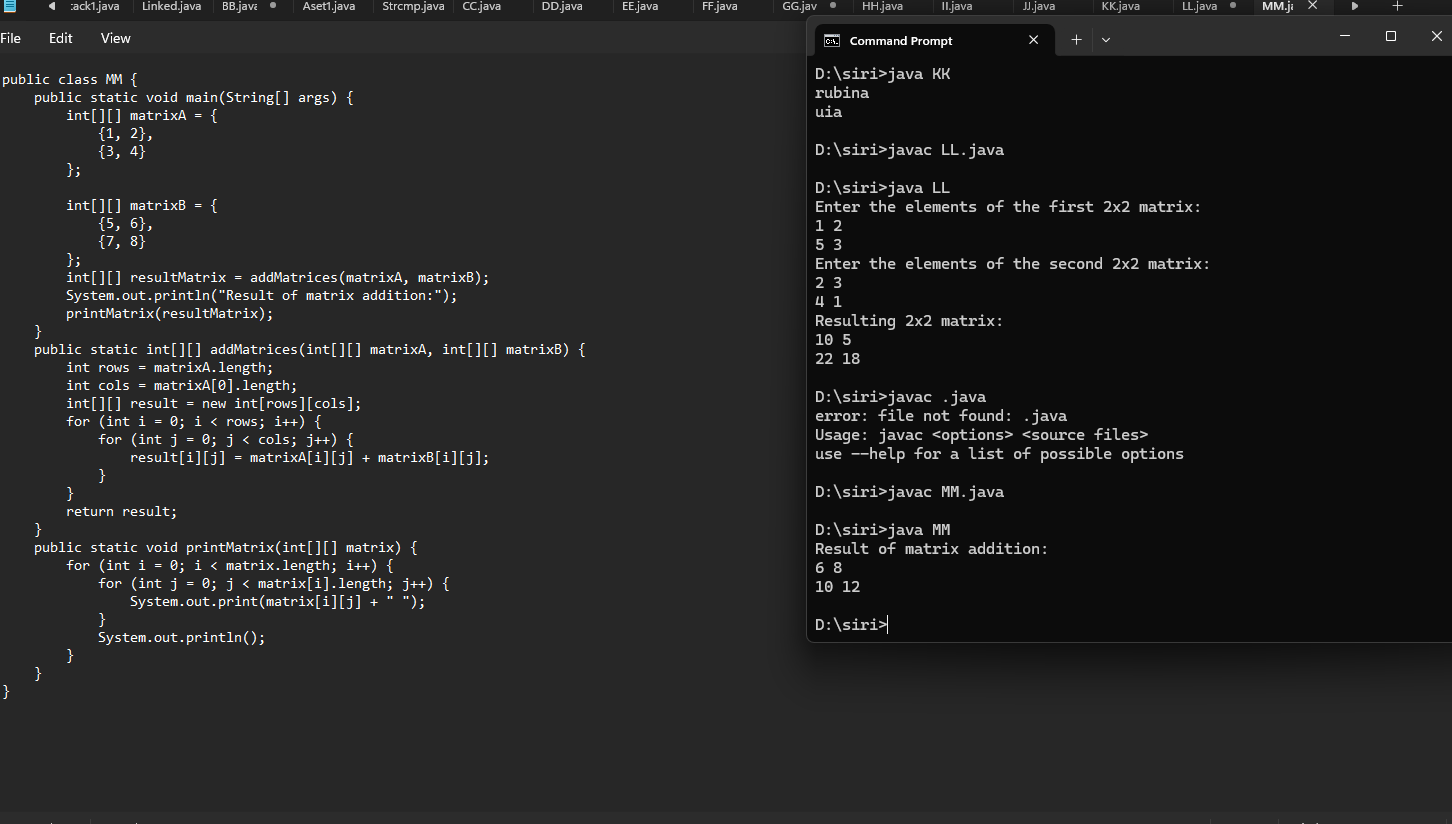 :ack1.java Linked.java BB.java Aset1.java Strcmp.java CC.java DD.java EE.java FF.java GG.jav HH.java II.java JJ.java KK.java LL.java MM.ja
File Edit View
public class MM {
    public static void main(String[] args) {
        int[][] matrixA = {
            {1, 2},
            {3, 4}
        };
        int[][] matrixB = {
            {5, 6},
            {7, 8}
        };
        int[][] resultMatrix = addMatrices(matrixA, matrixB);
        System.out.println("Result of matrix addition:");
        printMatrix(resultMatrix);
    }
    public static int[][] addMatrices(int[][] matrixA, int[][] matrixB) {
        int rows = matrixA.length;
        int cols = matrixA[0].length;
        int[][] result = new int[rows][cols];
        for (int i = 0; i < rows; i++) {
            for (int j = 0; j < cols; j++) {
                result[i][j] = matrixA[i][j] + matrixB[i][j];
            }
        }
        return result;
    }
    public static void printMatrix(int[][] matrix) {
        for (int i = 0; i < matrix.length; i++) {
            for (int j = 0; j < matrix[i].length; j++) {
                System.out.print(matrix[i][j] + " ");
            }
            System.out.println();
        }
    }
}
Command Prompt
D:\siri>java KK
rubina
uia
D:\siri>javac LL.java
D:\siri>java LL
Enter the elements of the first 2x2 matrix:
1 2
5 3
Enter the elements of the second 2x2 matrix:
2 3
4 1
Resulting 2x2 matrix:
10 5
22 18
D:\siri>javac .java
error: file not found: .java
Usage: javac <options> <source files>
use --help for a list of possible options
D:\siri>javac MM.java
D:\siri>java MM
Result of matrix addition:
6 8
10 12
D:\siri>